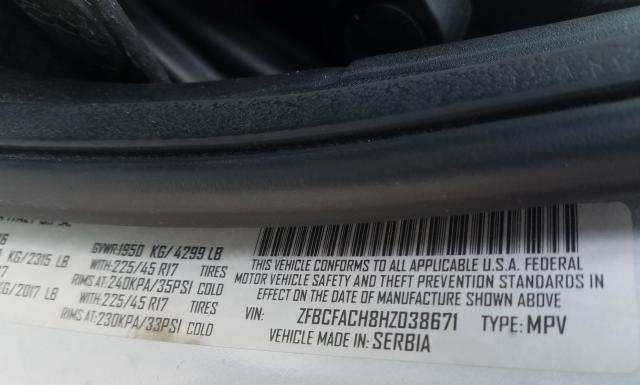 GVWR:1950 KG/4299 LB
KG/2315 LB WITH:225/45 R17 TIRES
RIMS AT:240KPA/35PSI COLD
KG/2017 LB WITH:225/45 R17 TIRES
RIMS AT:230KPA/33PSI COLD
THIS VEHICLE CONFORMS TO ALL APPLICABLE U.S.A. FEDERAL
MOTOR VEHICLE SAFETY AND THEFT PREVENTION STANDARDS IN
EFFECT ON THE DATE OF MANUFACTURE SHOWN ABOVE
VIN: ZFBCFACH8HZ038671 TYPE: MPV
VEHICLE MADE IN: SERBIA